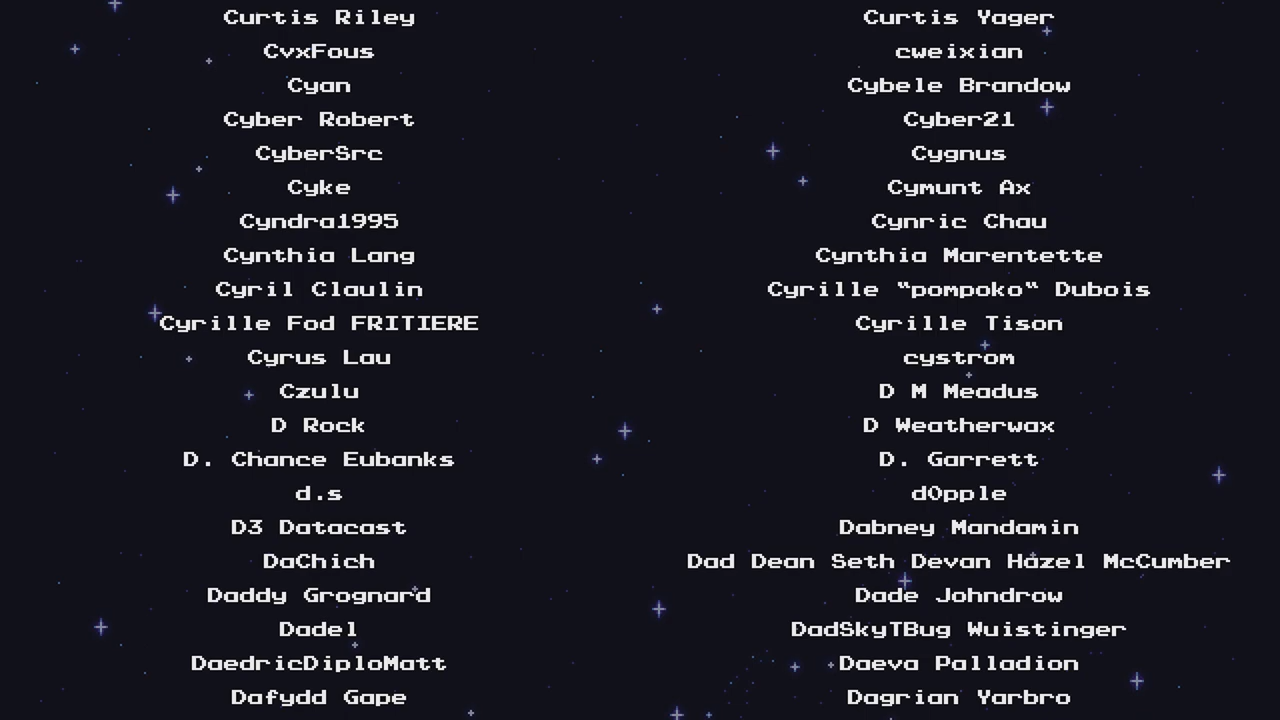 Curtis Riley
Curtis Yager
CvxFous
cweixian
Cyan
Cybele Brandow
Cyber Robert
Cyber21
CyberSrc
Cygnus
Cyke
Cymunt Ax
Cyndra1995
Cynric Chau
Cynthia Lang
Cynthia Marentette
Cyril Claulin
Cyrille "pompoko" Dubois
Cyrille Fod FRITIERE
Cyrille Tison
Cyrus Lau
cystrom
Czulu
D M Meadus
D Rock
D Weatherwax
D. Chance Eubanks
D. Garrett
d.s
d0pple
D3 Datacast
Dabney Mandamin
DaChich
Dad Dean Seth Devan Hazel McCumber
Daddy Grognard
Dade Johndrow
Dadel
DadSkyTBug Wuistinger
DaedricDiploMatt
Daeva Palladion
Dafydd Gape
Dagrian Yarbro